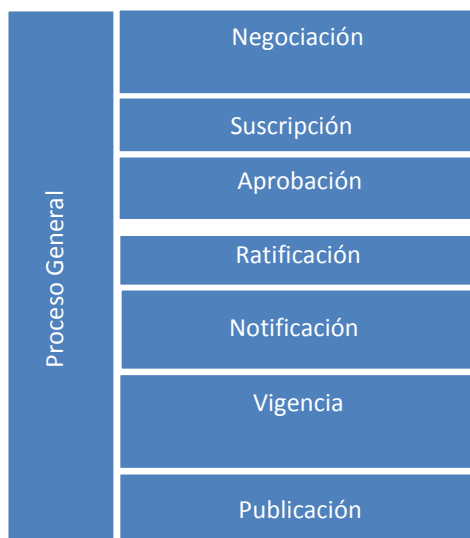 Proceso General
Negociación
Suscripción
Aprobación
Ratificación
Notificación
Vigencia
Publicación